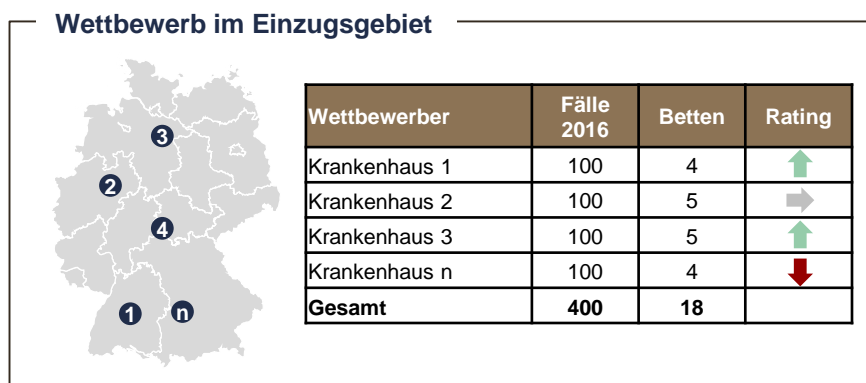 Wettbewerb im Einzugsgebiet
3
2
4
1
n
Wettbewerber Fälle 2016 Betten Rating
Krankenhaus 1 100 4
Krankenhaus 2 100 5
Krankenhaus 3 100 5
Krankenhaus n 100 4
Gesamt 400 18